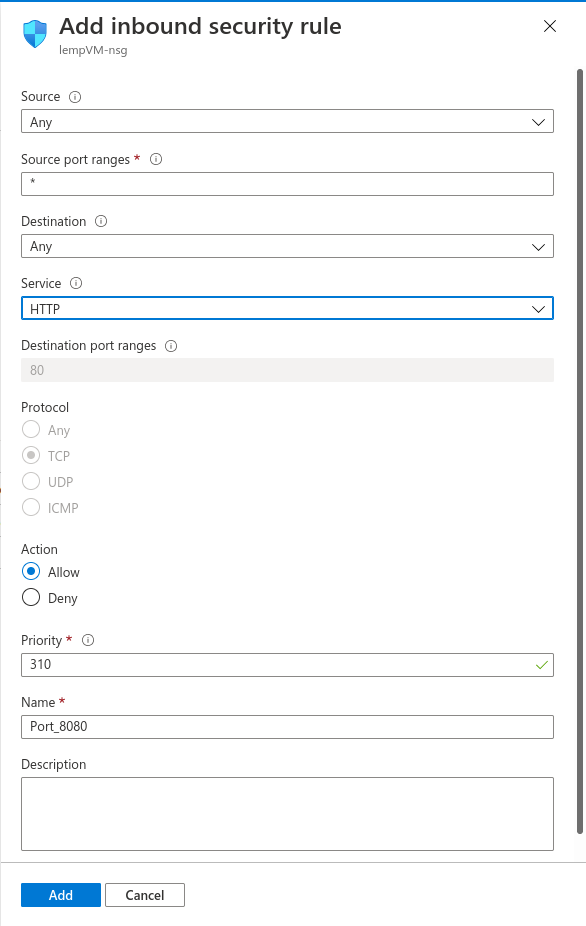 Add inbound security rule
lempVM-nsg
Source
Any
Source port ranges *
*
Destination
Any
Service
HTTP
Destination port ranges
80
Protocol
Any
TCP
UDP
ICMP
Action
Allow
Deny
Priority *
310
Name *
Port_8080
Description
Add Cancel